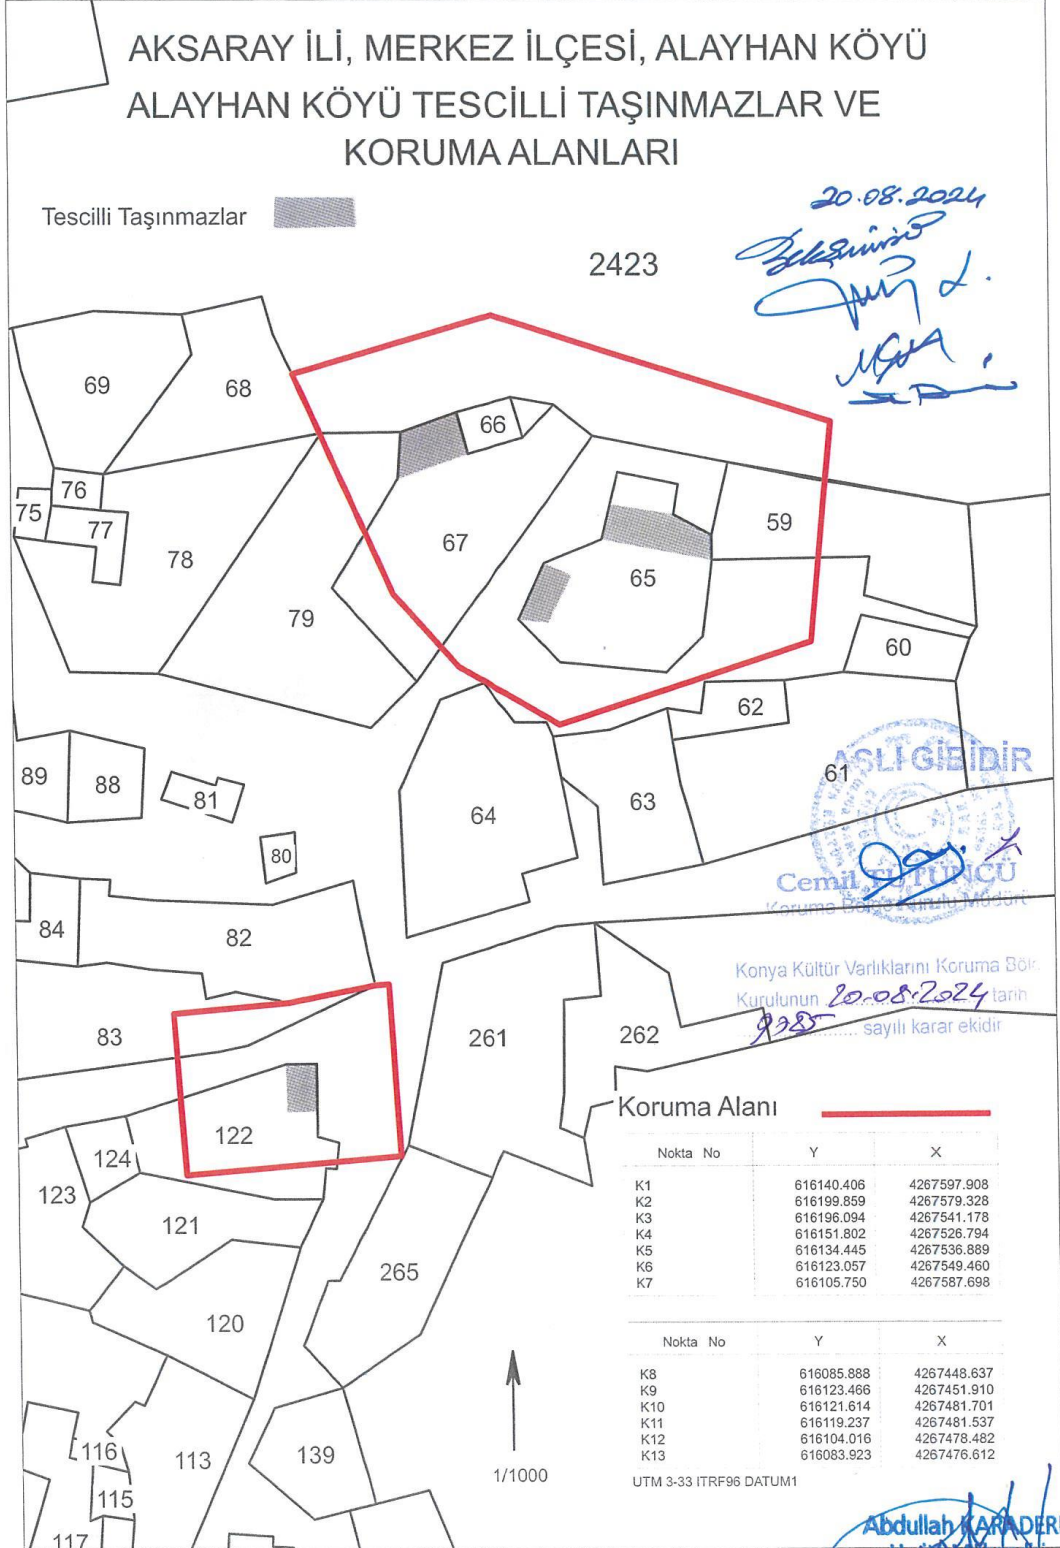 AKSARAY İLİ, MERKEZ İLÇESİ, ALAYHAN KÖYÜ
ALAYHAN KÖYÜ TESCİLLİ TAŞINMAZLAR VE
KORUMA ALANLARI
Tescilli Taşınmazlar
20.08.2024
2423
69
68
66
76
75
77
59
67
78
65
79
60
62
89
88
81
61
ASLI GİBİDİR
64
63
80
Cemil TÜTÜNCÜ
Koruma Bölge Kurulu Müdürü
84
82
Konya Kültür Varlıklarını Koruma Böl.
Kurulunun 20.08.2024 tarih
9385 sayılı karar ekidir
83
261
262
Koruma Alanı
122
124
Nokta No Y X
K1 616140.406 4267597.908
K2 616199.859 4267579.328
K3 616196.094 4267541.178
K4 616151.802 4267526.794
K5 616134.445 4267536.889
K6 616123.057 4267549.460
K7 616105.750 4267587.698
123
121
265
120
Nokta No Y X
K8 616085.888 4267448.637
K9 616123.466 4267451.910
K10 616121.614 4267481.701
K11 616119.237 4267481.537
K12 616104.016 4267478.482
K13 616083.923 4267476.612
UTM 3-33 ITRF96 DATUM1
116
113
139
1/1000
115
117
Abdullah KARADERE